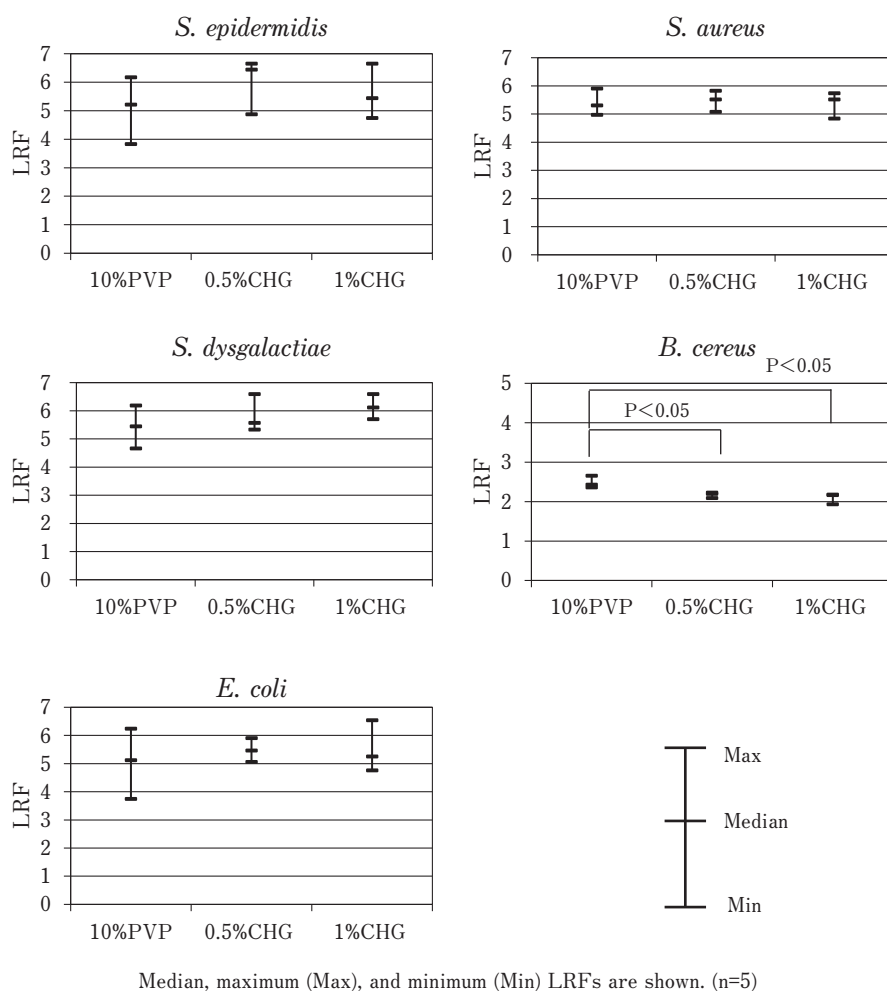 S. epidermidis
7
6
5
4
3
2
1
0
LRF
10%PVP 0.5%CHG 1%CHG
S. aureus
7
6
5
4
3
2
1
0
LRF
10%PVP 0.5%CHG 1%CHG
S. dysgalactiae
7
6
5
4
3
2
1
0
LRF
10%PVP 0.5%CHG 1%CHG
B. cereus
P<0.05
P<0.05
5
4
3
2
1
0
LRF
10%PVP 0.5%CHG 1%CHG
E. coli
7
6
5
4
3
2
1
0
LRF
10%PVP 0.5%CHG 1%CHG
Max
Median
Min
Median, maximum (Max), and minimum (Min) LRFs are shown. (n=5)